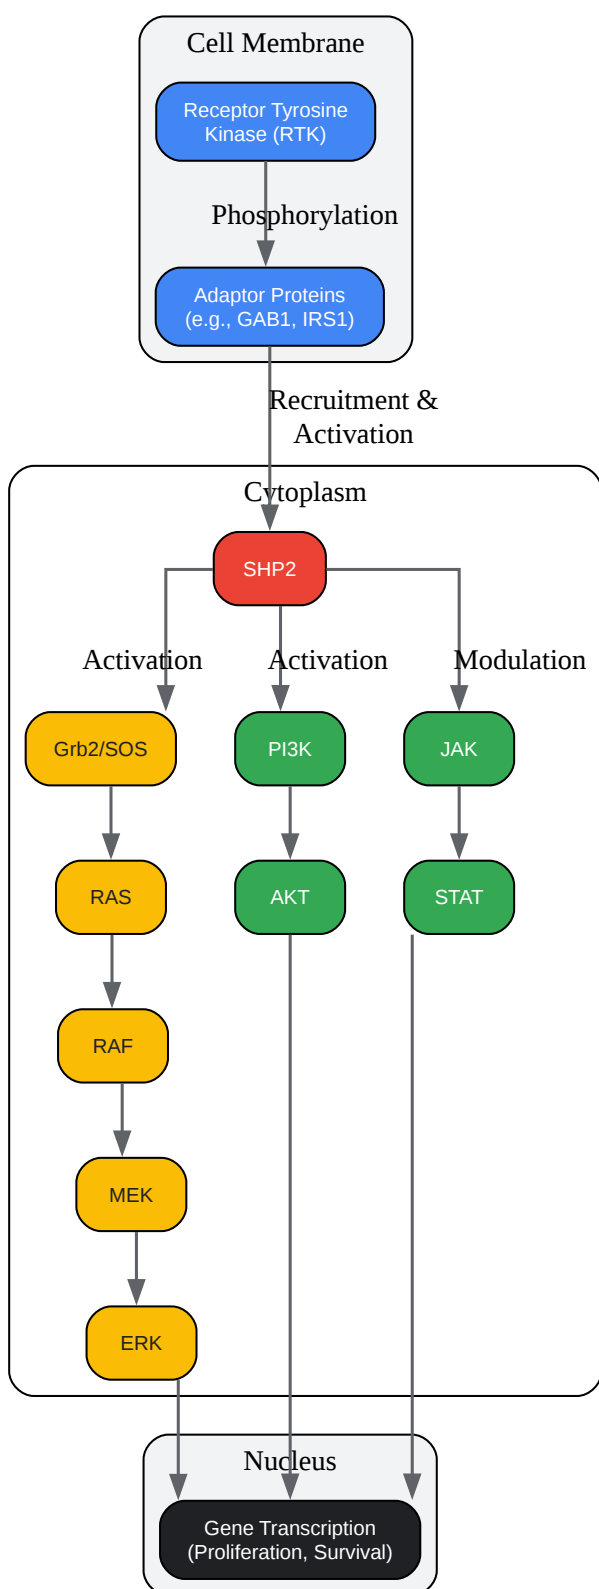 Cell Membrane
Receptor Tyrosine
Kinase (RTK)
Phosphorylation
Adaptor Proteins
(e.g., GAB1, IRS1)
Recruitment &
Activation
Cytoplasm
SHP2
Activation
Activation
Modulation
Grb2/SOS
PI3K
JAK
RAS
AKT
STAT
RAF
MEK
ERK
Nucleus
Gene Transcription
(Proliferation, Survival)